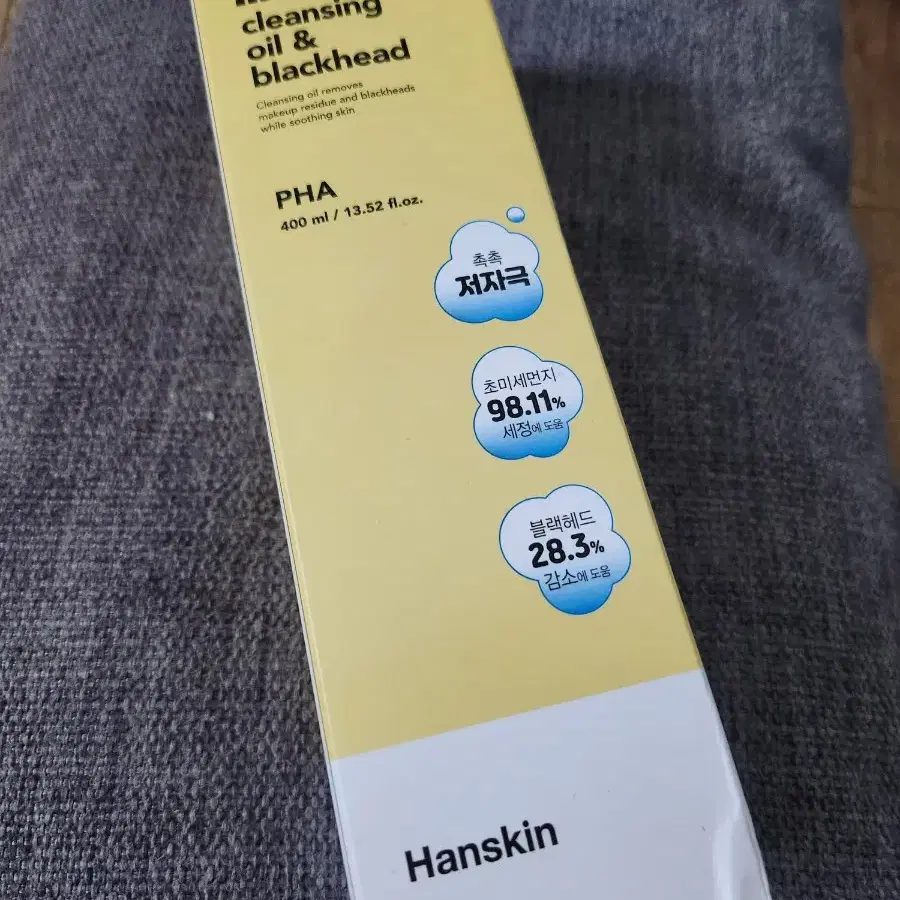 cleansing
oil &
blackhead
Cleansing oil removes
makeup residue and blackheads
while soothing skin
PHA
400 ml / 13.52 fl.oz.
촉촉
저자극
초미세먼지
98.11%
세정에 도움
블랙헤드
28.3%
감소에 도움
Hanskin